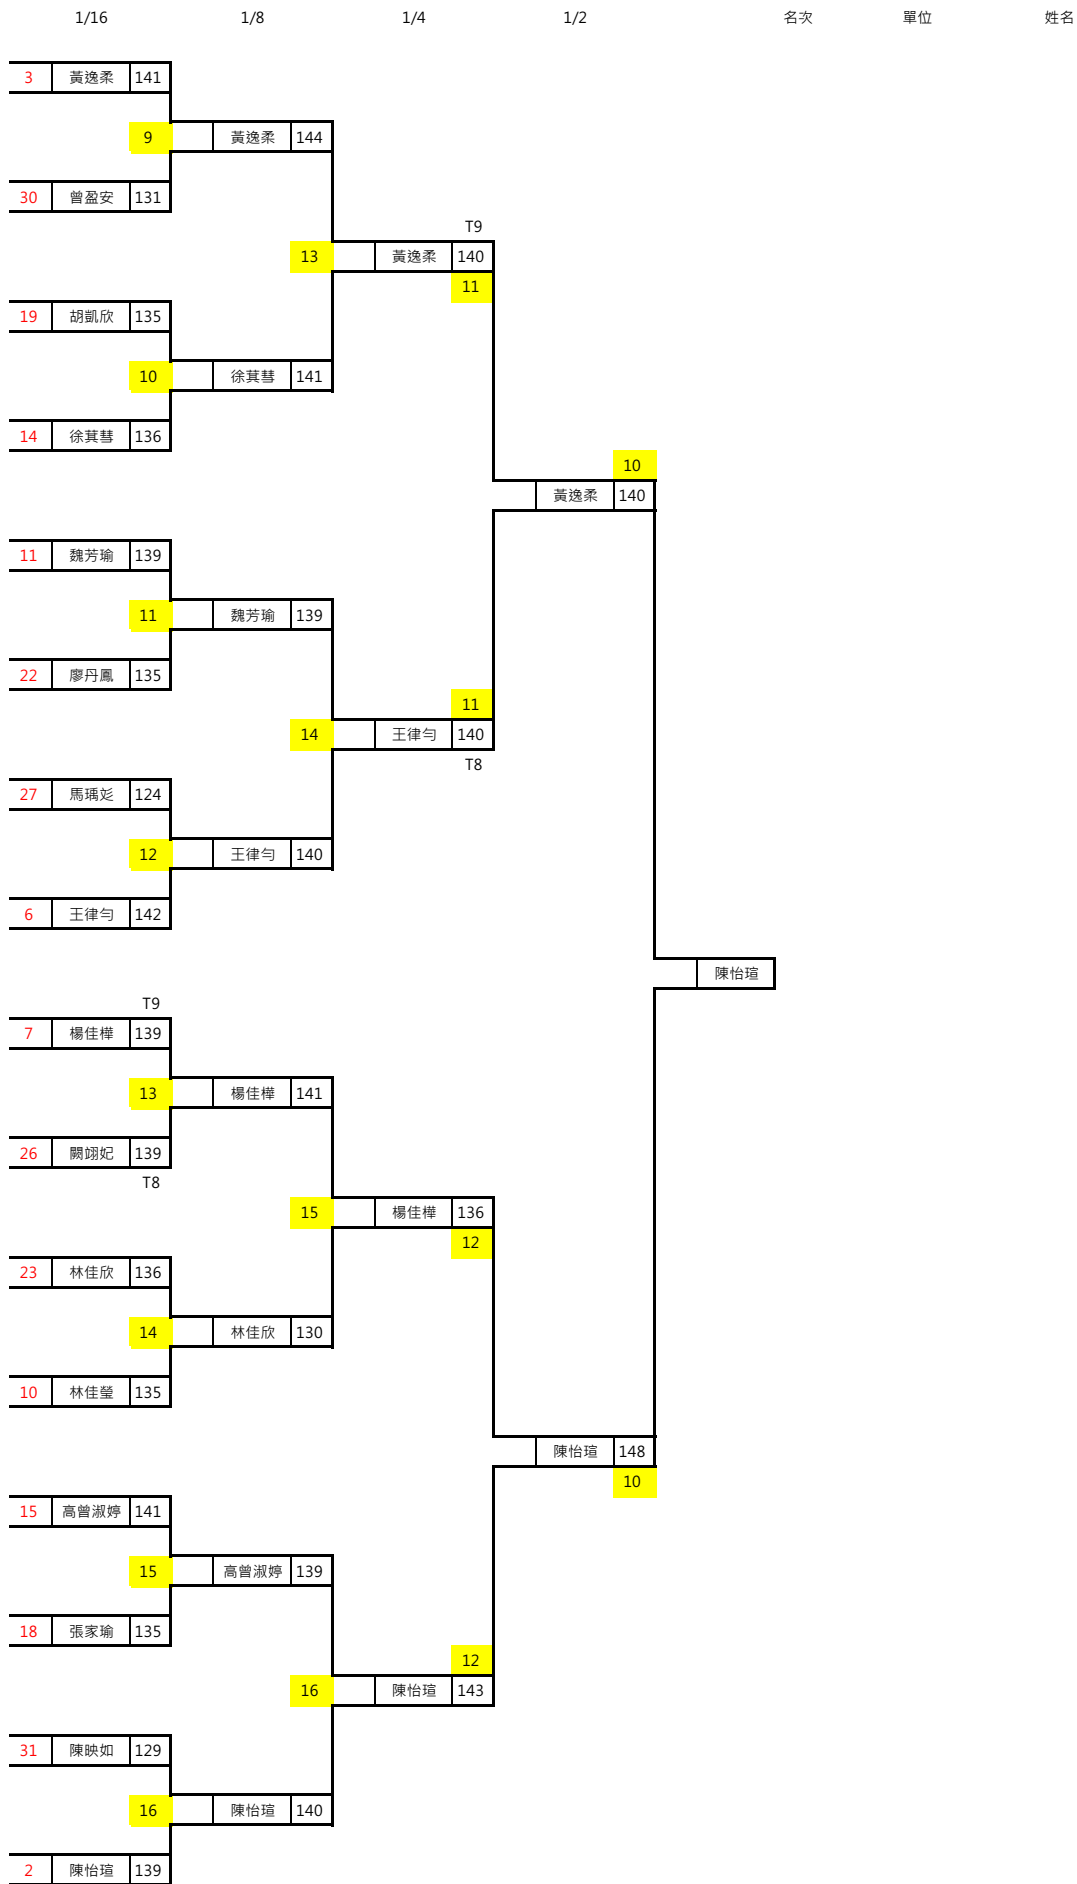 1/16 1/8 1/4 1/2 名次 單位 姓名
3 黃逸柔 141
9 黃逸柔 144
30 曾盈安 131
T9
13 黃逸柔 140
11
19 胡凱欣 135
10 徐萁彗 141
14 徐萁彗 136
10
黃逸柔 140
11 魏芳瑜 139
11 魏芳瑜 139
22 廖丹鳳 135
11
14 王律勻 140
T8
27 馬瑀彣 124
12 王律勻 140
6 王律勻 142
陳怡瑄
T9
7 楊佳樺 139
13 楊佳樺 141
26 闕翊妃 139
T8
15 楊佳樺 136
12
23 林佳欣 136
14 林佳欣 130
10 林佳瑩 135
陳怡瑄 148
10
15 高曾淑婷 141
15 高曾淑婷 139
18 張家瑜 135
12
16 陳怡瑄 143
31 陳映如 129
16 陳怡瑄 140
2 陳怡瑄 139